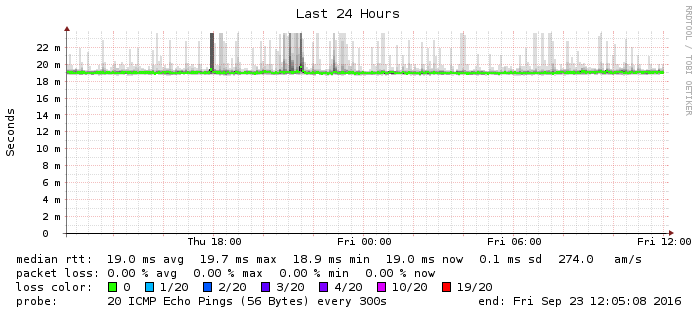 Last 24 Hours
RRDTOOL / TOBI OETIKER
Seconds
22 m
20 m
18 m
16 m
14 m
12 m
10 m
8 m
6 m
4 m
2 m
0
Thu 18:00 Fri 00:00 Fri 06:00 Fri 12:00
median rtt: 19.0 ms avg 19.7 ms max 18.9 ms min 19.0 ms now 0.1 ms sd 274.0 am/s
packet loss: 0.00 % avg 0.00 % max 0.00 % min 0.00 % now
loss color: 0 1/20 2/20 3/20 4/20 10/20 19/20
probe: 20 ICMP Echo Pings (56 Bytes) every 300s end: Fri Sep 23 12:05:08 2016